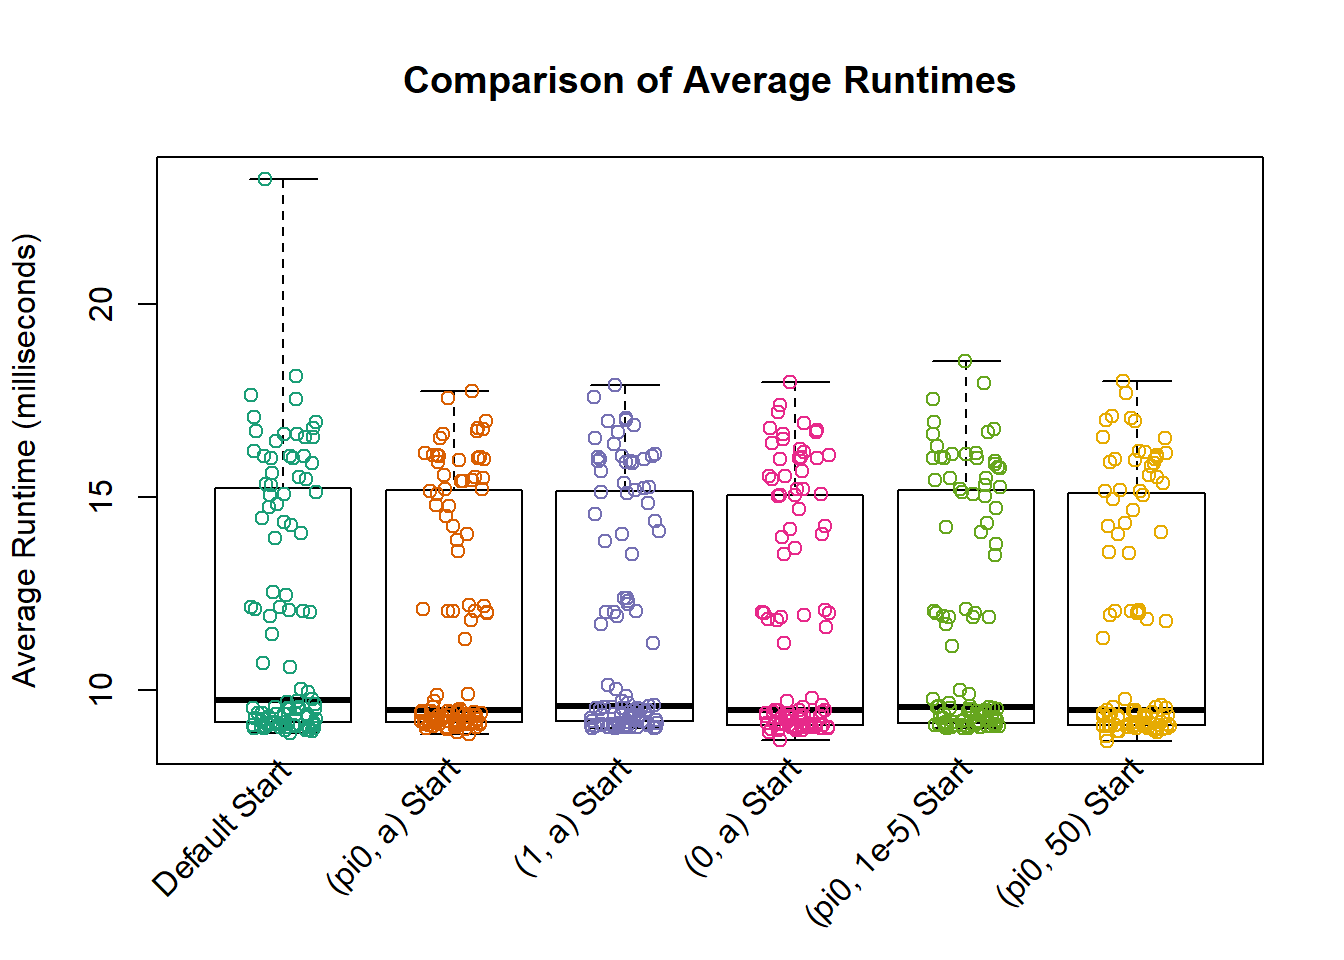 Comparison of Average Runtimes
Average Runtime (milliseconds)
20
15
10
Default Start
(pi0, a) Start
(1, a) Start
(0, a) Start
(pi0, 1e-5) Start
(pi0, 50) Start